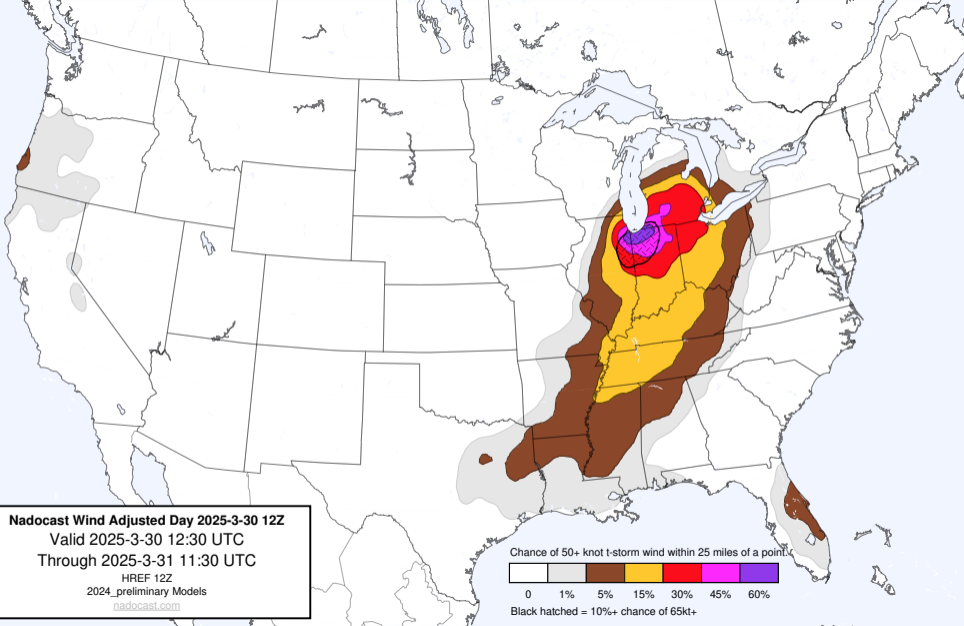 Nadocast Wind Adjusted Day 2025-3-30 12Z
Valid 2025-3-30 12:30 UTC
Through 2025-3-31 11:30 UTC
HREF 12Z
2024_preliminary Models
nadocast.com
Chance of 50+ knot t-storm wind within 25 miles of a point.
0 1% 5% 15% 30% 45% 60%
Black hatched = 10%+ chance of 65kt+